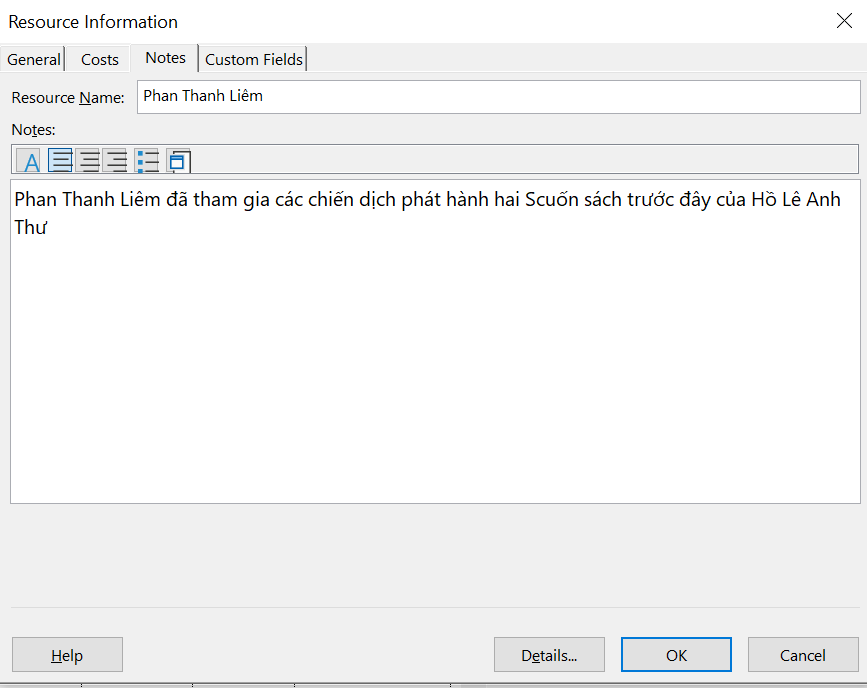 Resource Information
General Costs Notes Custom Fields
Resource Name: Phan Thanh Liêm
Notes:
A
Phan Thanh Liêm đã tham gia các chiến dịch phát hành hai Scuốn sách trước đây của Hồ Lê Anh
Thư
Help Details... OK Cancel